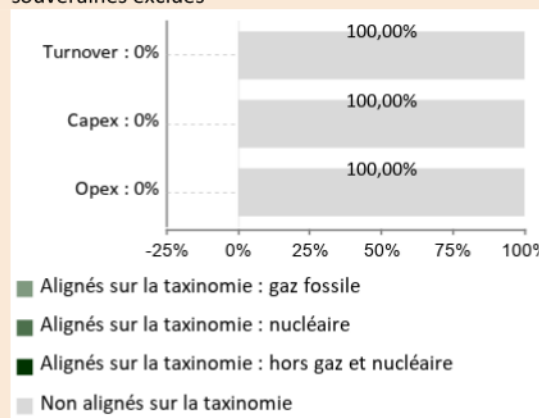 souveraines exclues
Turnover : 0%
100,00%
Capex : 0%
100,00%
Opex : 0%
100,00%
-25% 0% 25% 50% 75% 100%
Alignés sur la taxinomie : gaz fossile
Alignés sur la taxinomie : nucléaire
Alignés sur la taxinomie : hors gaz et nucléaire
Non alignés sur la taxinomie